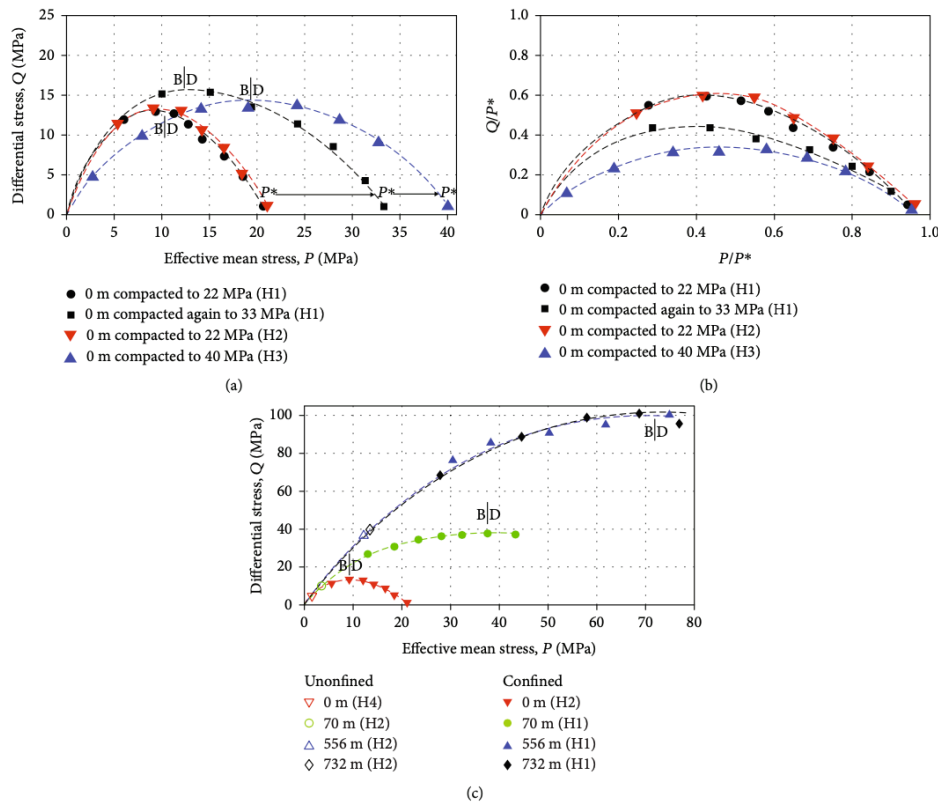 25
20
15
10
5
0
Differential stress, Q (MPa)
B|D
B|D
B|D
P*
P*
P*
0 5 10 15 20 25 30 35 40
Effective mean stress, P (MPa)
0 m compacted to 22 MPa (H1)
0 m compacted again to 33 MPa (H1)
0 m compacted to 22 MPa (H2)
0 m compacted to 40 MPa (H3)
(a)
1.0
0.8
0.6
0.4
0.2
0
Q/P*
0 0.2 0.4 0.6 0.8 1.0
P/P*
0 m compacted to 22 MPa (H1)
0 m compacted again to 33 MPa (H1)
0 m compacted to 22 MPa (H2)
0 m compacted to 40 MPa (H3)
(b)
100
80
60
40
20
0
Differential stress, Q (MPa)
B|D
B|D
B|D
0 10 20 30 40 50 60 70 80
Effective mean stress, P (MPa)
Unonfined
0 m (H4)
70 m (H2)
556 m (H2)
732 m (H2)
Confined
0 m (H2)
70 m (H1)
556 m (H1)
732 m (H1)
(c)